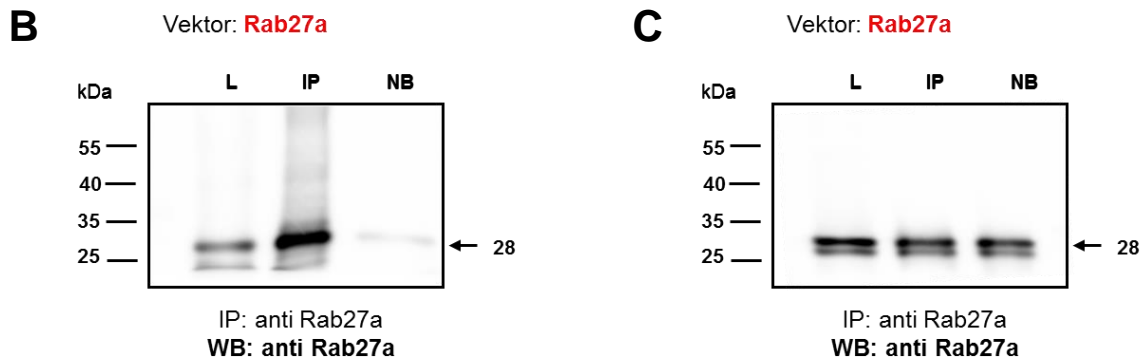 B
Vektor: Rab27a
L IP NB
kDa
55
40
35
25
28
IP: anti Rab27a
WB: anti Rab27a
C
Vektor: Rab27a
L IP NB
kDa
55
40
35
25
28
IP: anti Rab27a
WB: anti Rab27a